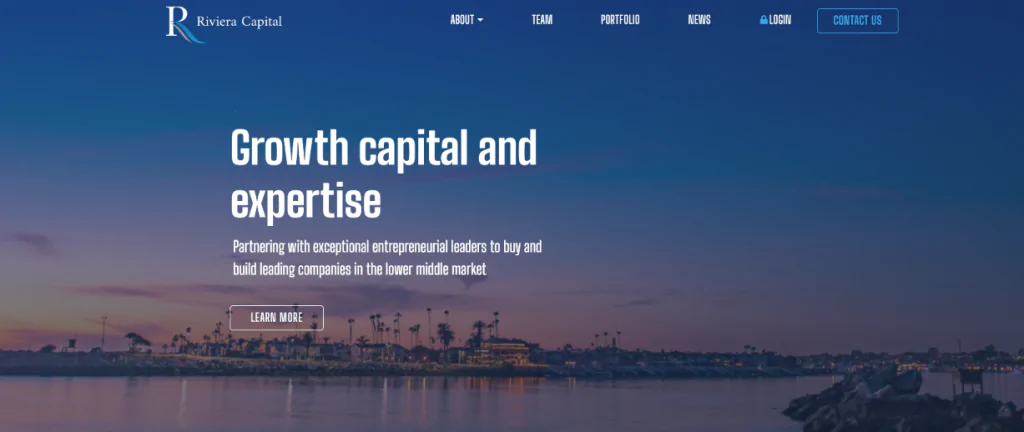 Riviera Capital
ABOUT
TEAM
PORTFOLIO
NEWS
LOGIN
CONTACT US
Growth capital and
expertise
Partnering with exceptional entrepreneurial leaders to buy and
build leading companies in the lower middle market
LEARN MORE